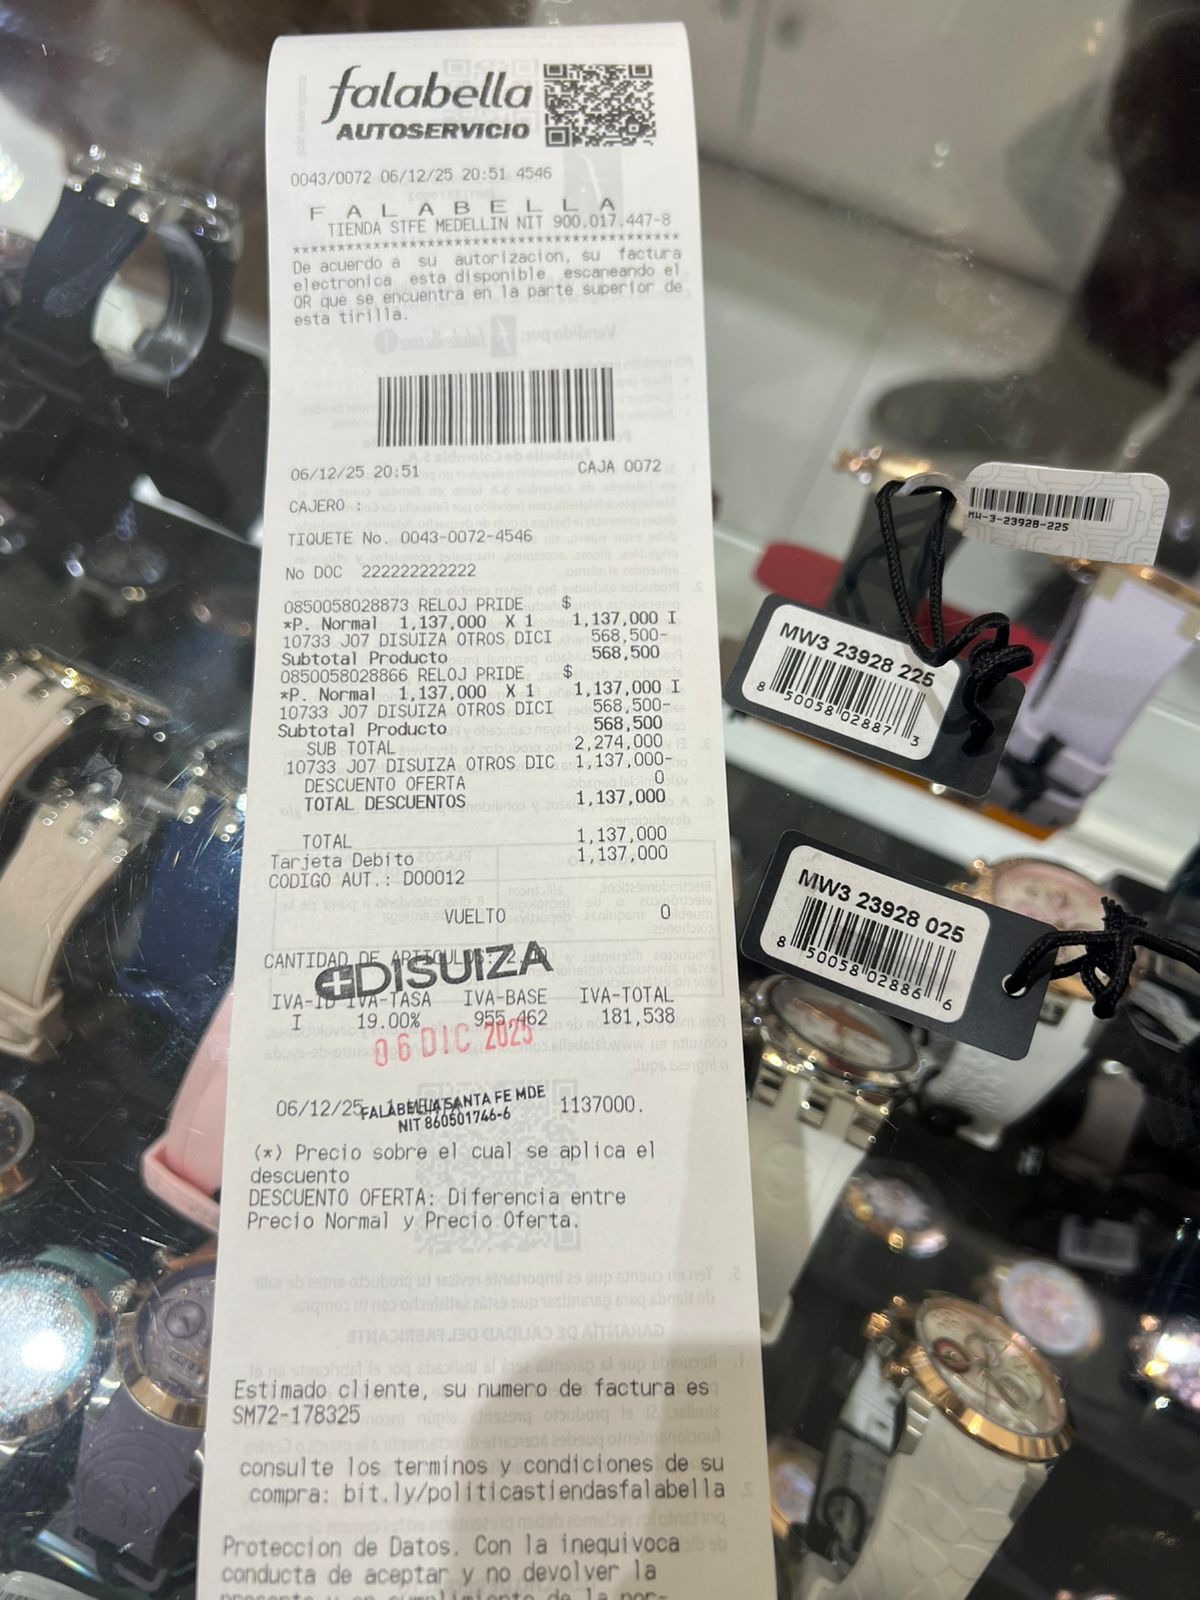 falabella
AUTOSERVICIO
0043/0072 06/12/25 20:51 4546
F A L A B E L L A
TIENDA STFE MEDELLIN NIT 900.017.447-8
********************************************
De acuerdo a su autorizacion, su factura
electronica esta disponible escaneando el
QR que se encuentra en la parte superior de
esta tirilla.
06/12/25 20:51 CAJA 0072
CAJERO :
TIQUETE No. 0043-0072-4546
No DOC 222222222222
0850058028873 RELOJ PRIDE $
*P. Normal 1,137,000 X 1 1,137,000 I
10733 J07 DISUIZA OTROS DICI 568,500-
Subtotal Producto 568,500
0850058028866 RELOJ PRIDE $
*P. Normal 1,137,000 X 1 1,137,000 I
10733 J07 DISUIZA OTROS DICI 568,500-
Subtotal Producto 568,500
SUB TOTAL 2,274,000
10733 J07 DISUIZA OTROS DIC 1,137,000-
DESCUENTO OFERTA
TOTAL DESCUENTOS 1,137,000
TOTAL 1,137,000
Tarjeta Debito 1,137,000
CODIGO AUT.: D00012
VUELTO 0
CANTIDAD DE ARTICULOS: 2
DISUIZA
IVA-ID IVA-TASA IVA-BASE IVA-TOTAL
I 19.00% 955,462 181,538
06 DIC 2025
06/12/25 1137000.
FALABELLA SANTA FE MDE
NIT 860501746-6
(*) Precio sobre el cual se aplica el
descuento
DESCUENTO OFERTA: Diferencia entre
Precio Normal y Precio Oferta.
Estimado cliente, su numero de factura es
SM72-178325
consulte los terminos y condiciones de su
compra: bit.ly/politicastiendasfalabella
Proteccion de Datos. Con la inequivoca
conducta de aceptar y no devolver la
MW-3-23928-225
MW3 23928 225
8 50058 02887 3
MW3 23928 025
8 50058 02886 6